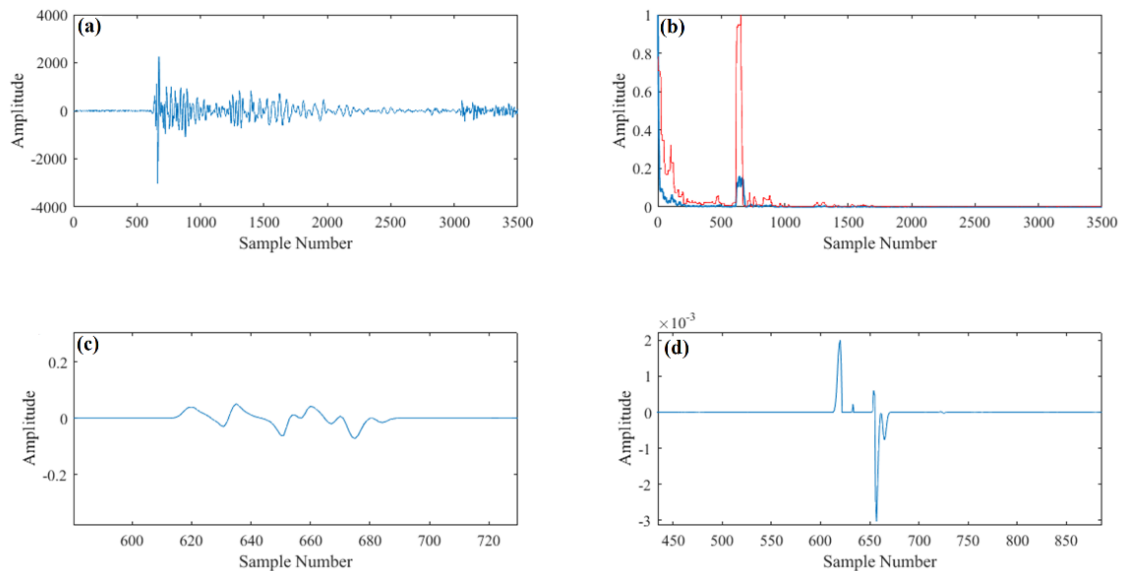 (a)
4000
2000
0
-2000
-4000
Amplitude
0 500 1000 1500 2000 2500 3000 3500
Sample Number
(b)
1
0.8
0.6
0.4
0.2
0
Amplitude
0 500 1000 1500 2000 2500 3000 3500
Sample Number
(c)
0.2
0
-0.2
Amplitude
600 620 640 660 680 700 720
Sample Number
×10⁻³
(d)
2
1
0
-1
-2
-3
Amplitude
450 500 550 600 650 700 750 800 850
Sample Number